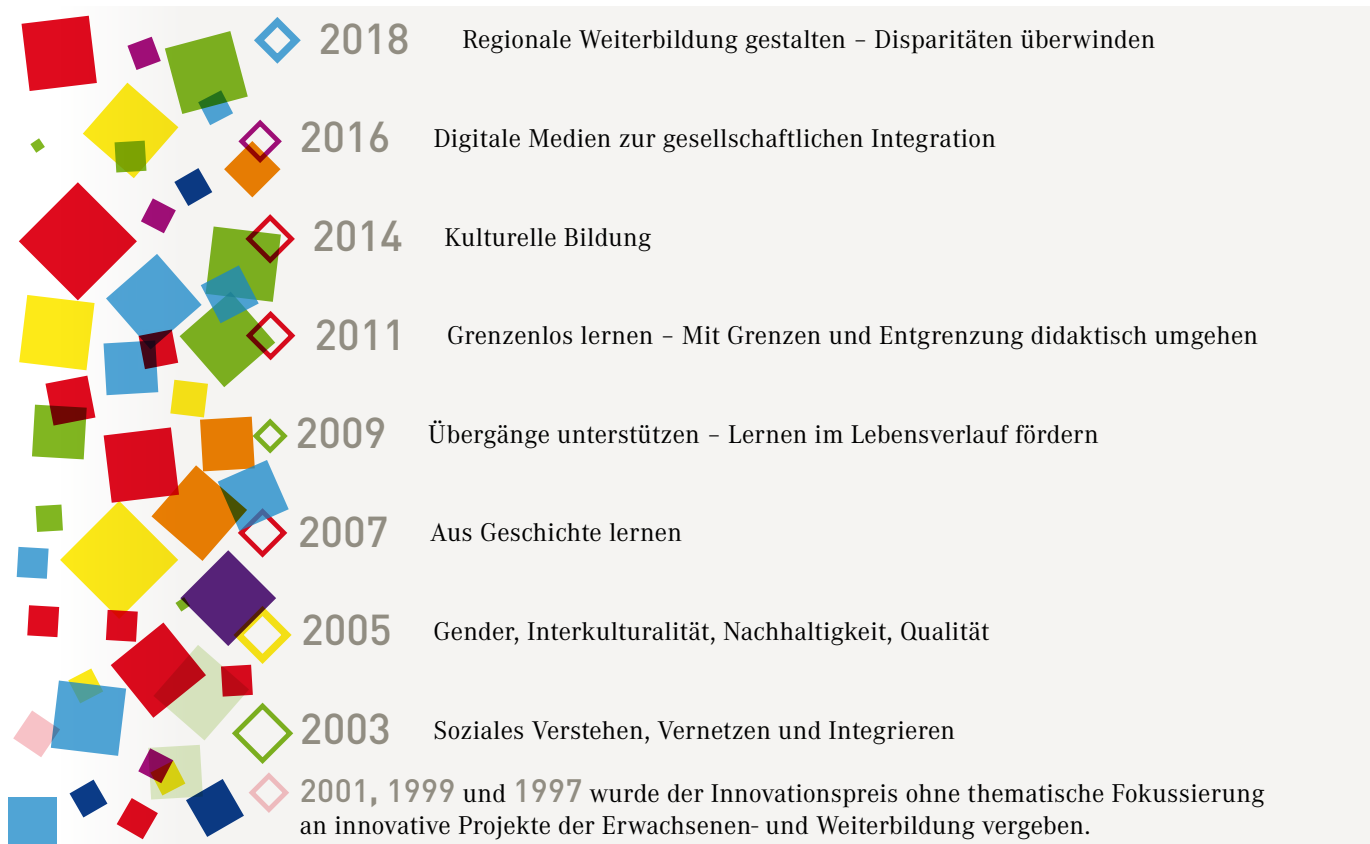 2018 Regionale Weiterbildung gestalten – Disparitäten überwinden
2016 Digitale Medien zur gesellschaftlichen Integration
2014 Kulturelle Bildung
2011 Grenzenlos lernen – Mit Grenzen und Entgrenzung didaktisch umgehen
2009 Übergänge unterstützen – Lernen im Lebensverlauf fördern
2007 Aus Geschichte lernen
2005 Gender, Interkulturalität, Nachhaltigkeit, Qualität
2003 Soziales Verstehen, Vernetzen und Integrieren
2001, 1999 und 1997 wurde der Innovationspreis ohne thematische Fokussierung
an innovative Projekte der Erwachsenen- und Weiterbildung vergeben.